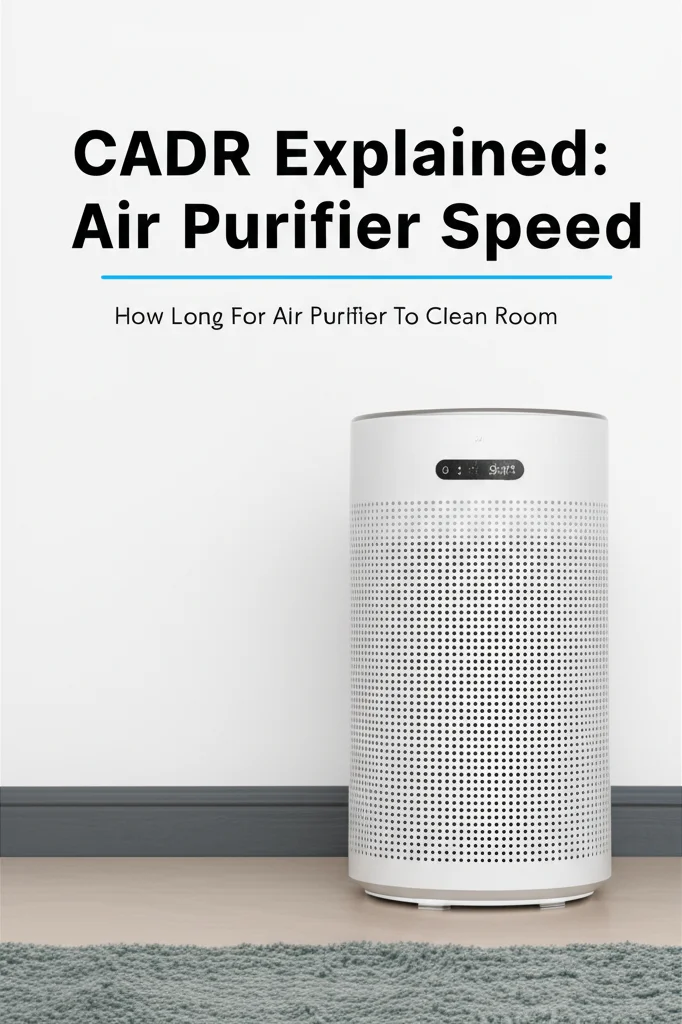 CADR Explained:
Air Purifier Speed
How Long For Air Purifier To Clean Room